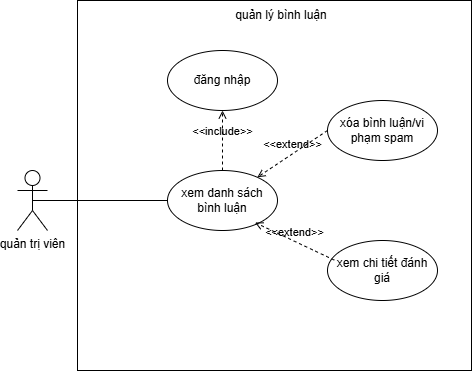 quản lý bình luận
đăng nhập
<<include>>
xóa bình luận/vi
phạm spam
<<extend>>
xem danh sách
bình luận
quản trị viên
<<extend>>
xem chi tiết đánh
giá